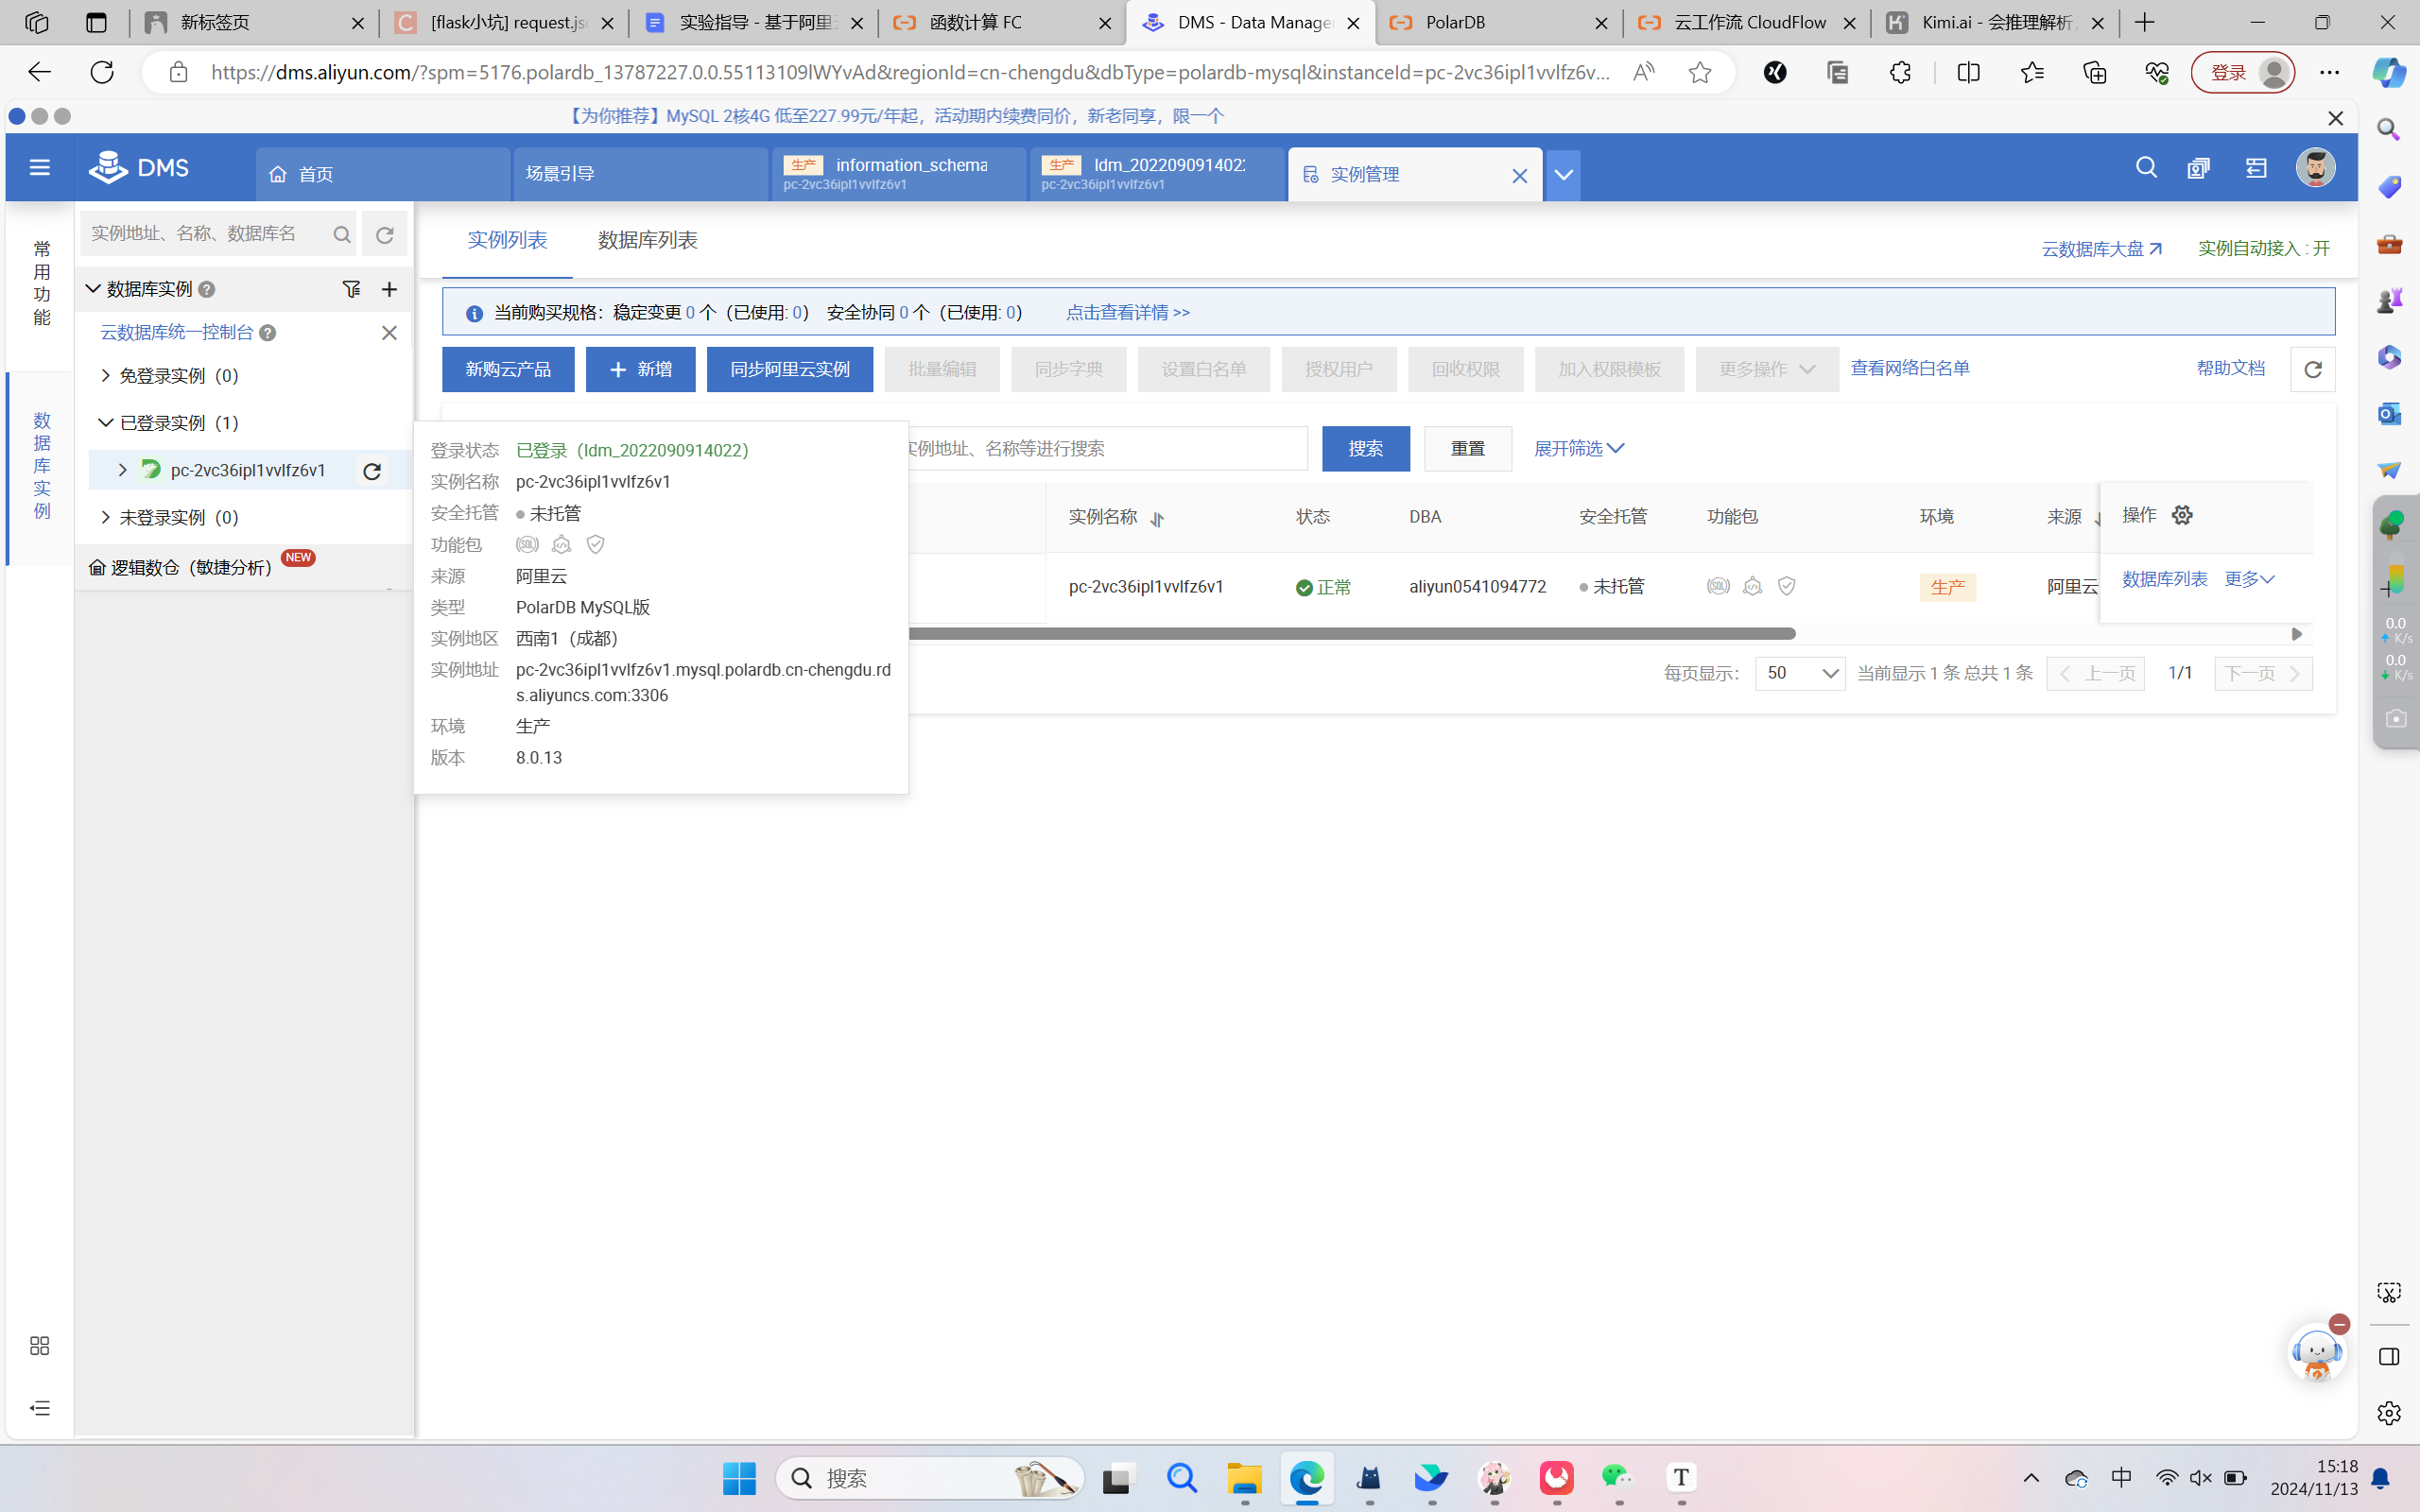 新标签页
[flask小坑] request.js
实验指导 - 基于阿里
函数计算 FC
DMS - Data Manage
PolarDB
云工作流 CloudFlow
Kimi.ai - 会推理解析
https://dms.aliyun.com/?spm=5176.polardb_13787227.0.0.55113109lWYvAd&regionId=cn-chengdu&dbType=polardb-mysql&instanceId=pc-2vc36ipl1vvlfz6v...
登录
【为你推荐】MySQL 2核4G 低至227.99元/年起，活动期内续费同价，新老同享，限一个
DMS
首页
场景引导
生产 information_schema
pc-2vc36ipl1vvlfz6v1
生产 ldm_202209091402
pc-2vc36ipl1vvlfz6v1
实例管理
常用功能
数据库实例
实例地址、名称、数据库名
数据库实例
云数据库统一控制台
免登录实例（0）
已登录实例（1）
pc-2vc36ipl1vvlfz6v1
未登录实例（0）
逻辑数仓（敏捷分析） NEW
实例列表
数据库列表
云数据库大盘
实例自动接入 : 开
当前购买规格：稳定变更 0 个（已使用: 0） 安全协同 0 个（已使用: 0） 点击查看详情 >>
新购云产品
新增
同步阿里云实例
批量编辑
同步字典
设置白名单
授权用户
回收权限
加入权限模板
更多操作
查看网络白名单
帮助文档
实例地址、名称等进行搜索
搜索
重置
展开筛选
实例名称 状态 DBA 安全托管 功能包 环境 来源 操作
pc-2vc36ipl1vvlfz6v1 正常 aliyun0541094772 未托管 生产 阿里云 数据库列表 更多
每页显示： 50 当前显示 1 条 总共 1 条 上一页 1/1 下一页
登录状态 已登录（ldm_2022090914022）
实例名称 pc-2vc36ipl1vvlfz6v1
安全托管 未托管
功能包
来源 阿里云
类型 PolarDB MySQL版
实例地区 西南1（成都）
实例地址 pc-2vc36ipl1vvlfz6v1.mysql.polardb.cn-chengdu.rd
s.aliyuncs.com:3306
环境 生产
版本 8.0.13
0.0
K/s
0.0
K/s
搜索
中
15:18
2024/11/13